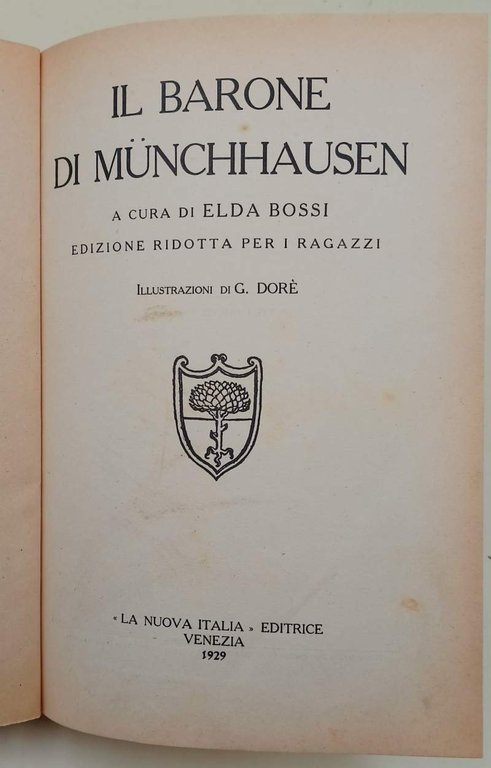 IL BARONE
DI MÜNCHHAUSEN
A CURA DI ELDA BOSSI
EDIZIONE RIDOTTA PER I RAGAZZI
ILLUSTRAZIONI DI G. DORÈ
« LA NUOVA ITALIA » EDITRICE
VENEZIA
1929